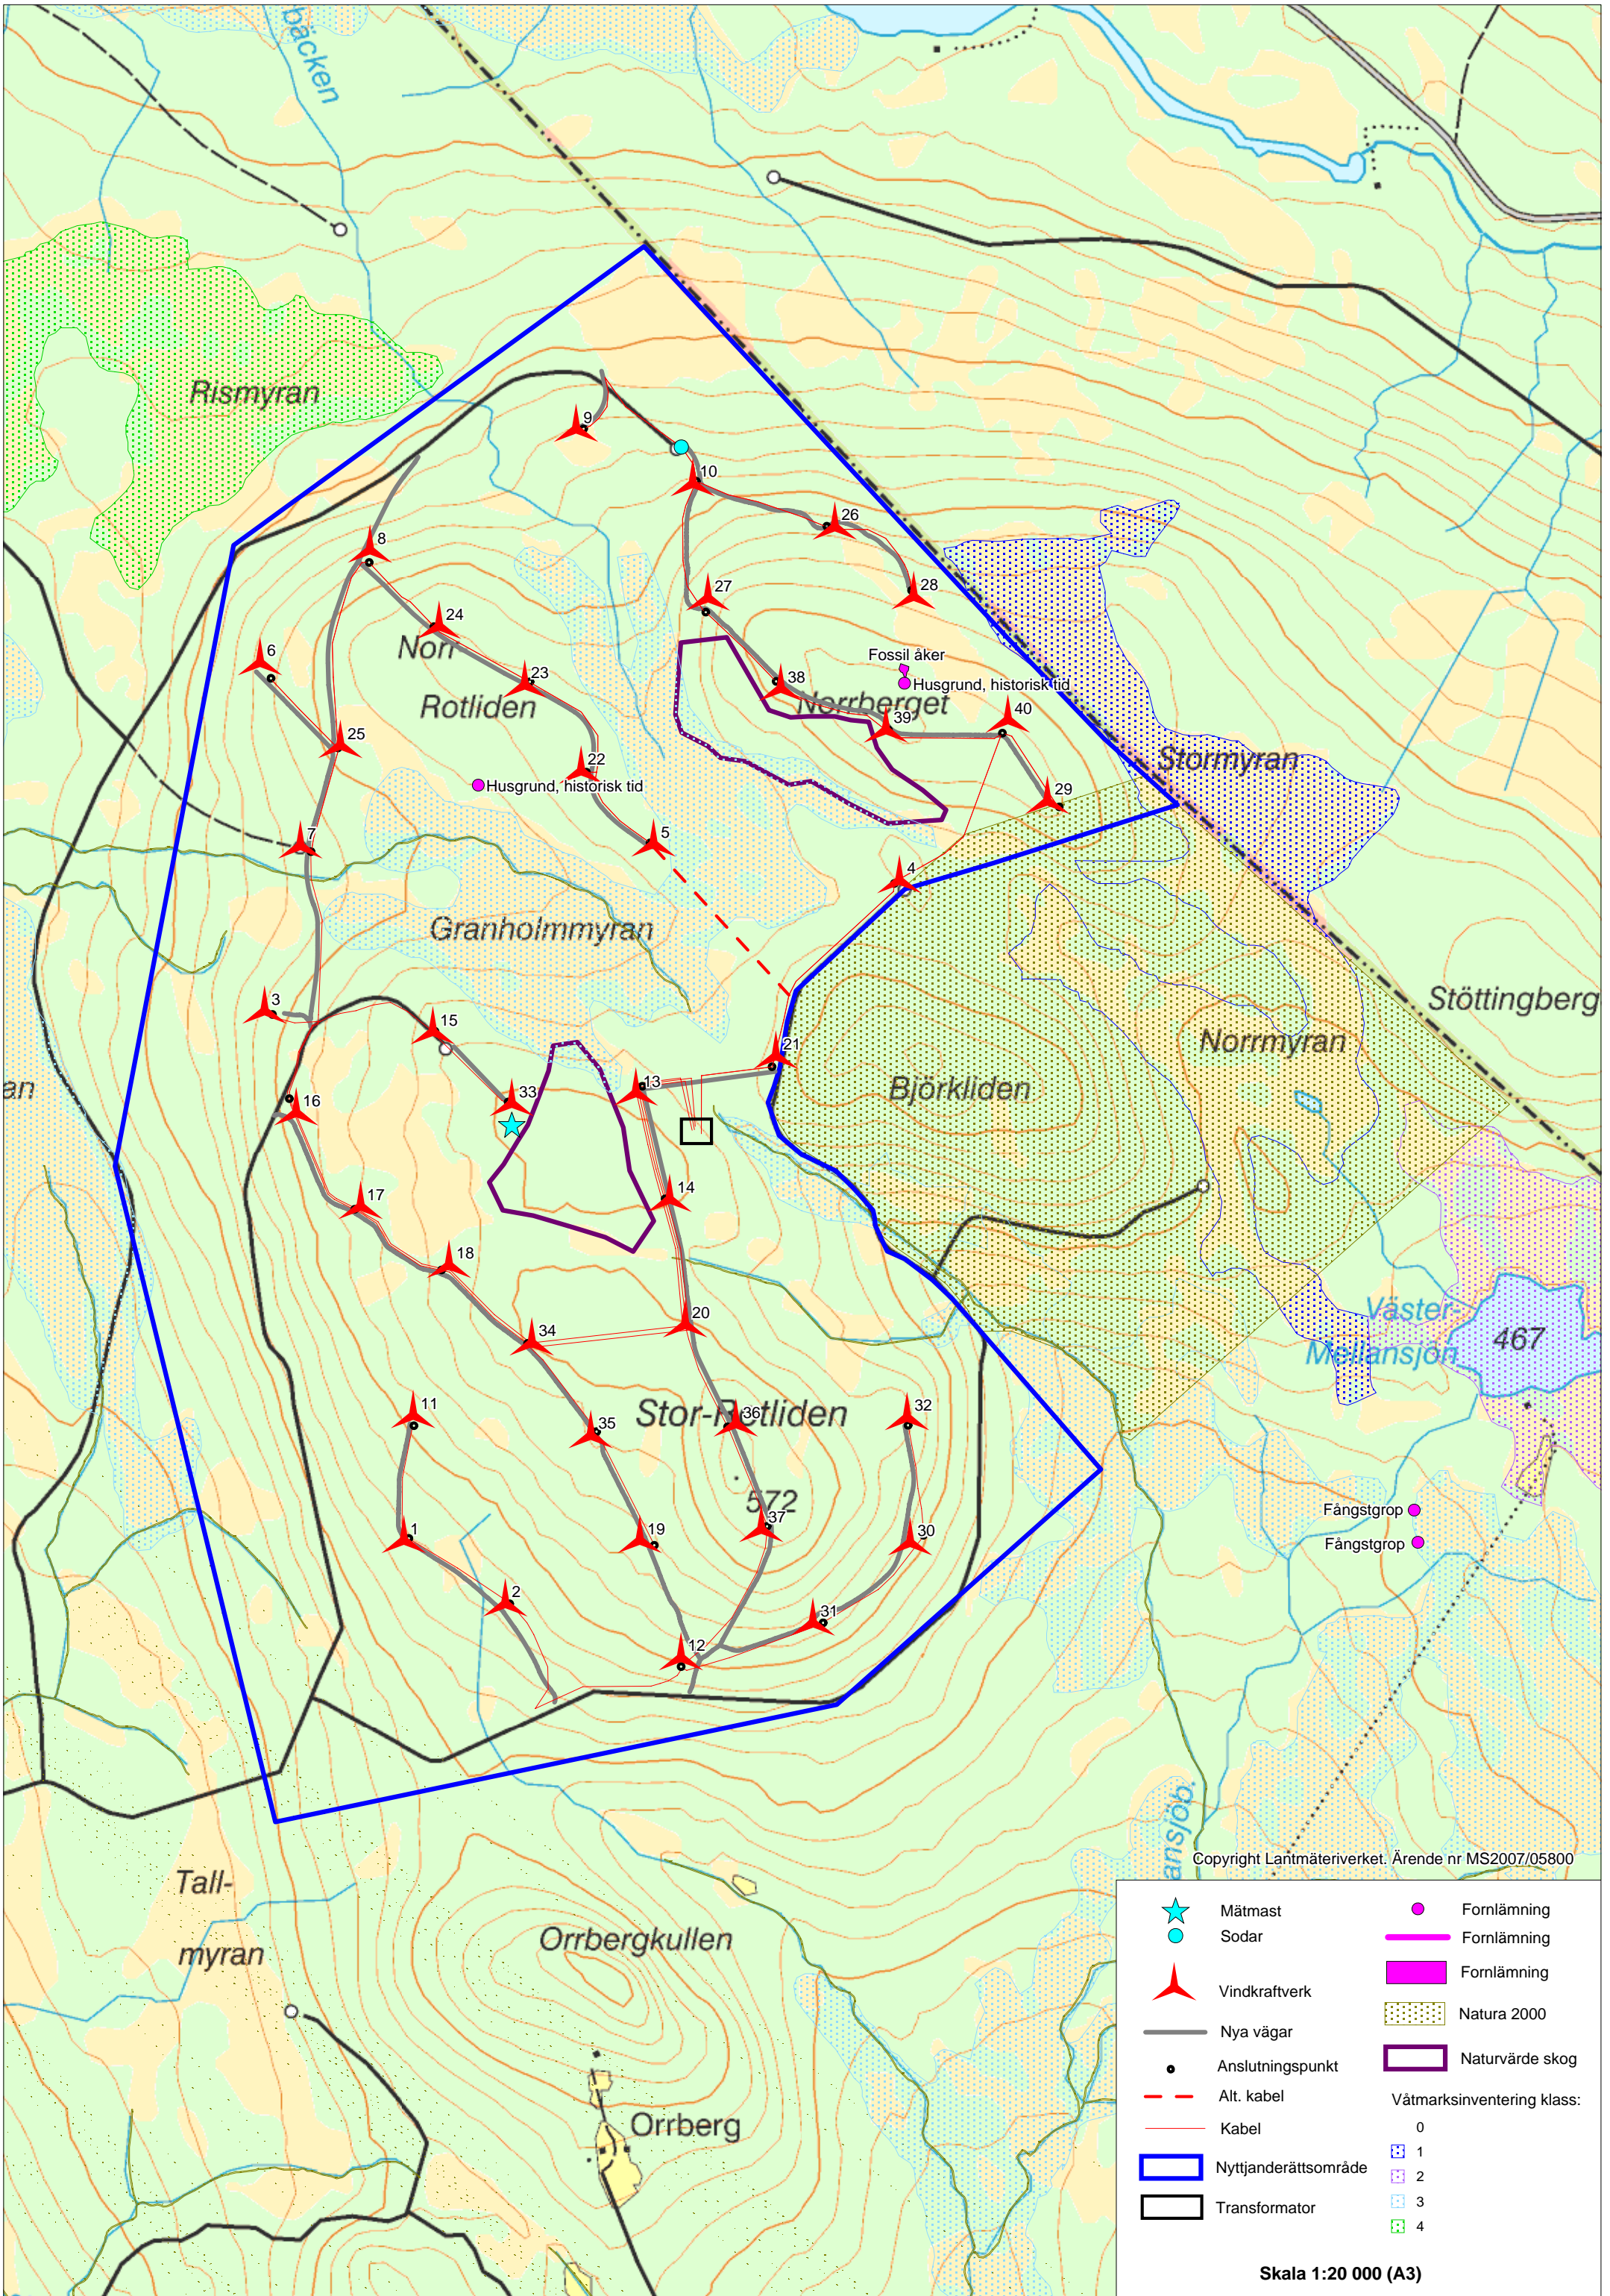 bäcken
Rismyran
9
10
26
8
28
27
24
Norr
Fossil åker
6
23
38
Husgrund, historisk tid
Rotliden
Norrberget
40
39
25
Stormyran
22
Husgrund, historisk tid
29
7
5
4
Granholmmyran
3
Stöttingberg
15
Norrmyran
21
an
13
Björkliden
33
16
14
17
18
Väster-
20
467
34
Mellansjön
11
Stor-Rotliden
36
32
35
572
Fångstgrop
37
1
19
30
Fångstgrop
2
31
12
ansjöb.
Copyright Lantmäteriverket. Ärende nr MS2007/05800
Tall-
myran
Orrbergkullen
Orrberg
Mätmast
Sodar
Vindkraftverk
Nya vägar
Anslutningspunkt
Alt. kabel
Kabel
Nyttjanderättsområde
Transformator
Fornlämning
Fornlämning
Fornlämning
Natura 2000
Naturvärde skog
Våtmarksinventering klass:
0
1
2
3
4
Skala 1:20 000 (A3)